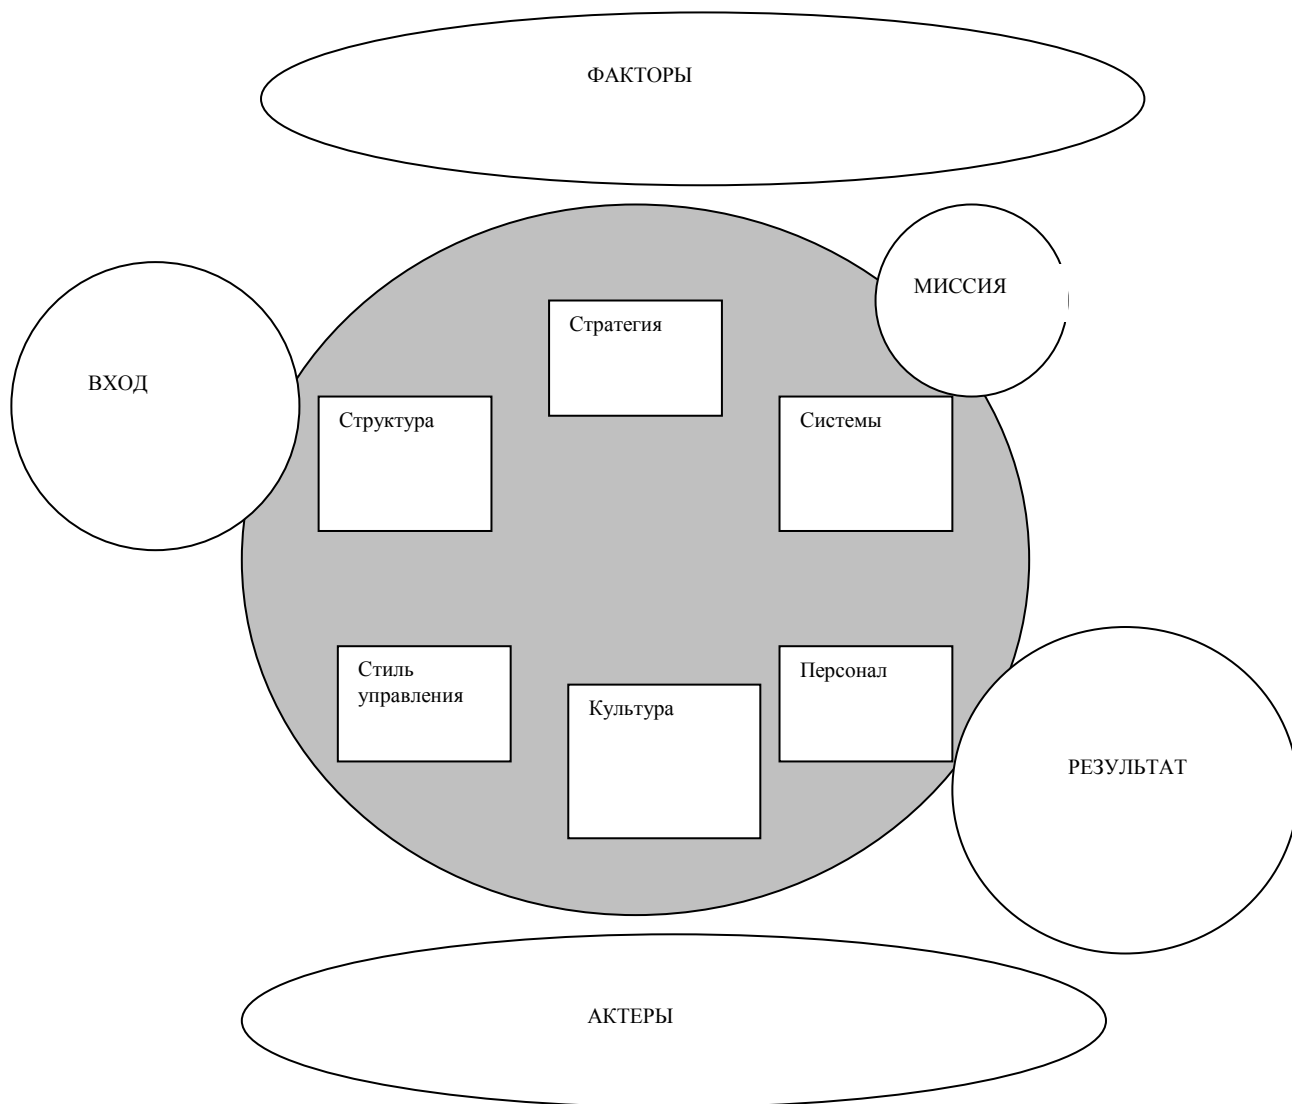 ФАКТОРЫ
МИССИЯ
Стратегия
ВХОД
Структура
Системы
Стиль
управления
Персонал
Культура
РЕЗУЛЬТАТ
АКТЕРЫ